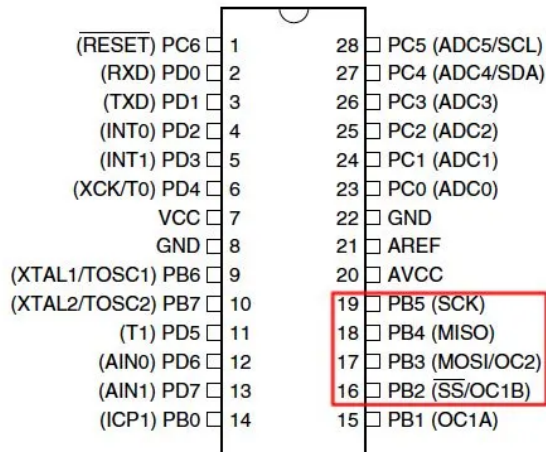 (RESET) PC6 1 28 PC5 (ADC5/SCL)
(RXD) PD0 2 27 PC4 (ADC4/SDA)
(TXD) PD1 3 26 PC3 (ADC3)
(INT0) PD2 4 25 PC2 (ADC2)
(INT1) PD3 5 24 PC1 (ADC1)
(XCK/T0) PD4 6 23 PC0 (ADC0)
VCC 7 22 GND
GND 8 21 AREF
(XTAL1/TOSC1) PB6 9 20 AVCC
(XTAL2/TOSC2) PB7 10 19 PB5 (SCK)
(T1) PD5 11 18 PB4 (MISO)
(AIN0) PD6 12 17 PB3 (MOSI/OC2)
(AIN1) PD7 13 16 PB2 (SS/OC1B)
(ICP1) PB0 14 15 PB1 (OC1A)